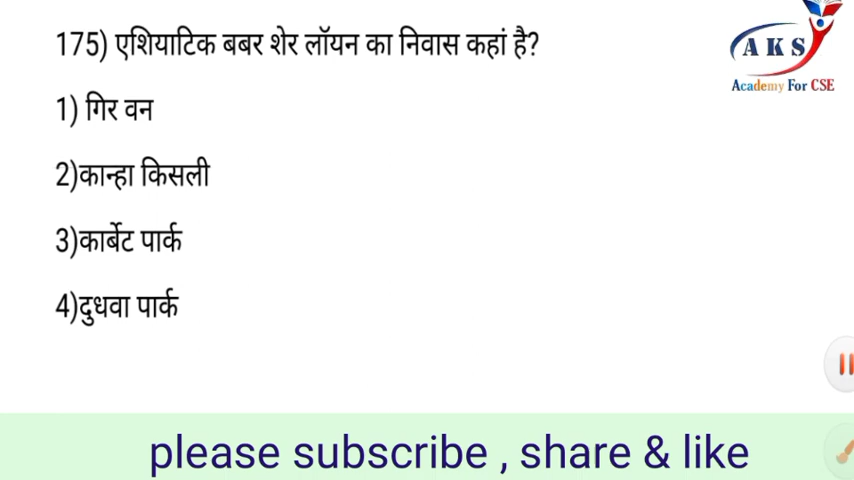 175) एशियाटिक बबर शेर लॉयन का निवास कहां है?
AKS
Academy For CSE
1) गिर वन
2)कान्हा किसली
3)कार्बेट पार्क
4)दुधवा पार्क
please subscribe , share & like